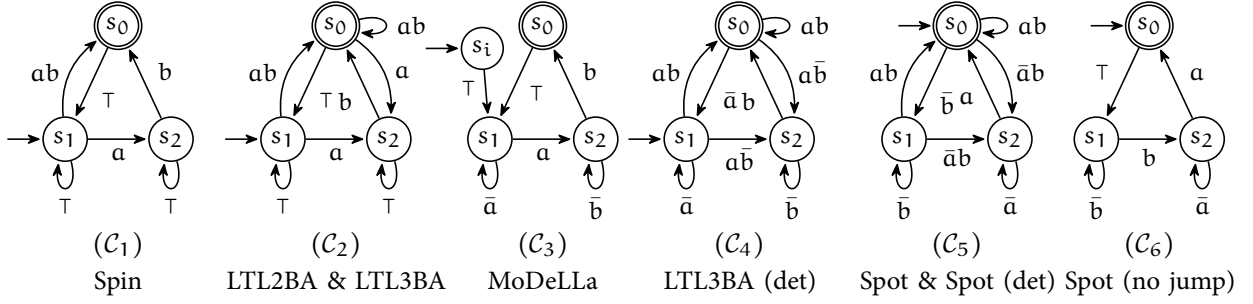 s₀ s₀ s₀ s₀ s₀ s₀
sᵢ
ab ab ab ab
ab b ab a ⊤ b ab ab̄ ab āb ⊤ a
⊤ ⊤ b ⊤ ā b b̄ a
s₁ s₂ s₁ s₂ s₁ s₂ s₁ s₂ s₁ s₂ s₁ s₂
a a a ab̄ āb b
⊤ ⊤ ⊤ ⊤ ā b̄ ā b̄ b̄ ā b̄ ā
(𝒞₁) (𝒞₂) (𝒞₃) (𝒞₄) (𝒞₅) (𝒞₆)
Spin LTL2BA & LTL3BA MoDeLLa LTL3BA (det) Spot & Spot (det) Spot (no jump)